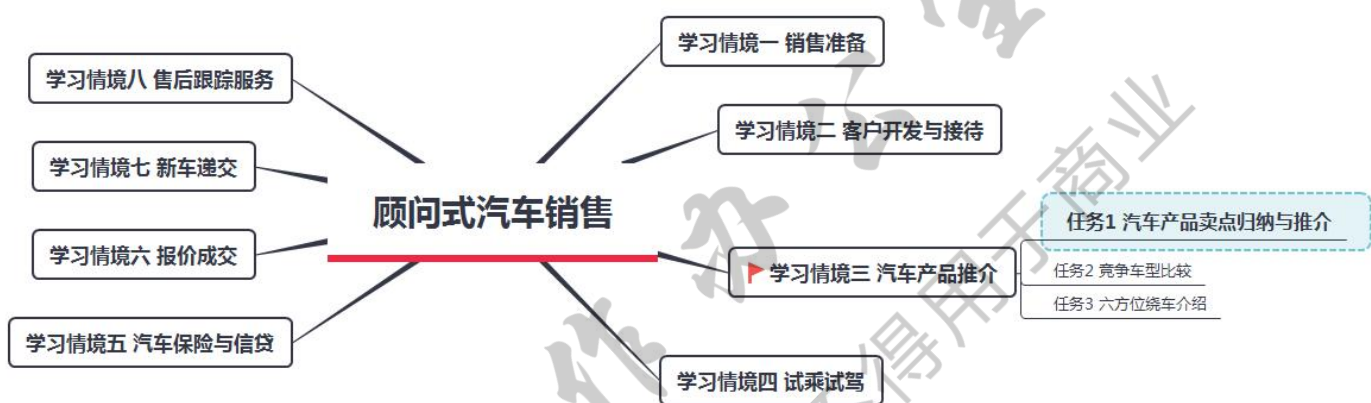 顾问式汽车销售
学习情境一 销售准备
学习情境二 客户开发与接待
学习情境三 汽车产品推介
任务1 汽车产品卖点归纳与推介
任务2 竞争车型比较
任务3 六方位绕车介绍
学习情境四 试乘试驾
学习情境五 汽车保险与信贷
学习情境六 报价成交
学习情境七 新车递交
学习情境八 售后跟踪服务
得用于商业